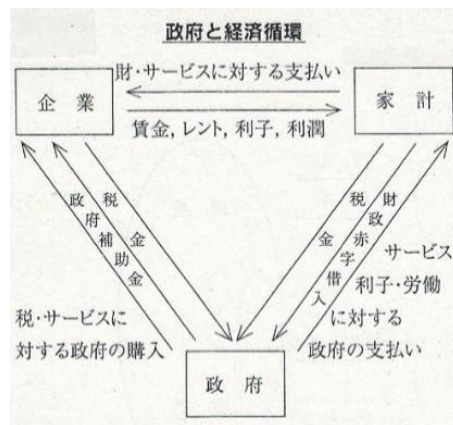 政府と経済循環
財・サービスに対する支払い
企 業
家 計
賃金, レント, 利子, 利潤
税金
政府補助金
税金
財政赤字借入
サービス
利子・労働
に対する
政府の支払い
税・サービスに
対する政府の購入
政 府